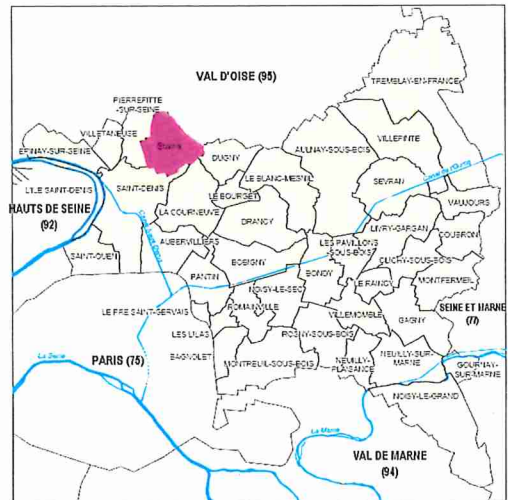 VAL D'OISE (95)
TREMBLAY-EN-FRANCE
PIERREFITTE
-SUR-SEINE
VILLETANEUSE
VILLEPINTE
EPINAY-SUR-SEINE
Stains
AULNAY-SOUS-BOIS
DUGNY
LE BLANC-MESNIL
SEVRAN
Canal de l'Ourcq
L'ILE SAINT-DENIS
SAINT-DENIS
LE BOURGET
VAUJOURS
HAUTS DE SEINE
(92)
LA COURNEUVE
DRANCY
LIVRY-GARGAN
COUBRON
AUBERVILLIERS
LES PAVILLONS
-SOUS-BOIS
SAINT-OUEN
BOBIGNY
CLICHY-SOUS-BOIS
PANTIN
BONDY
LE RAINCY
MONTFERMEIL
NOISY-LE-SEC
LE PRE SAINT-GERVAIS
ROMAINVILLE
VILLEMOMBLE
GAGNY
SEINE ET MARNE
(77)
LES LILAS
ROSNY-SOUS-BOIS
La Seine
PARIS (75)
BAGNOLET
MONTREUIL-SOUS-BOIS
NEUILLY-
PLAISANCE
NEUILLY-SUR-
MARNE
GOURNAY
-SUR-MARNE
NOISY-LE-GRAND
La Marne
VAL DE MARNE
(94)